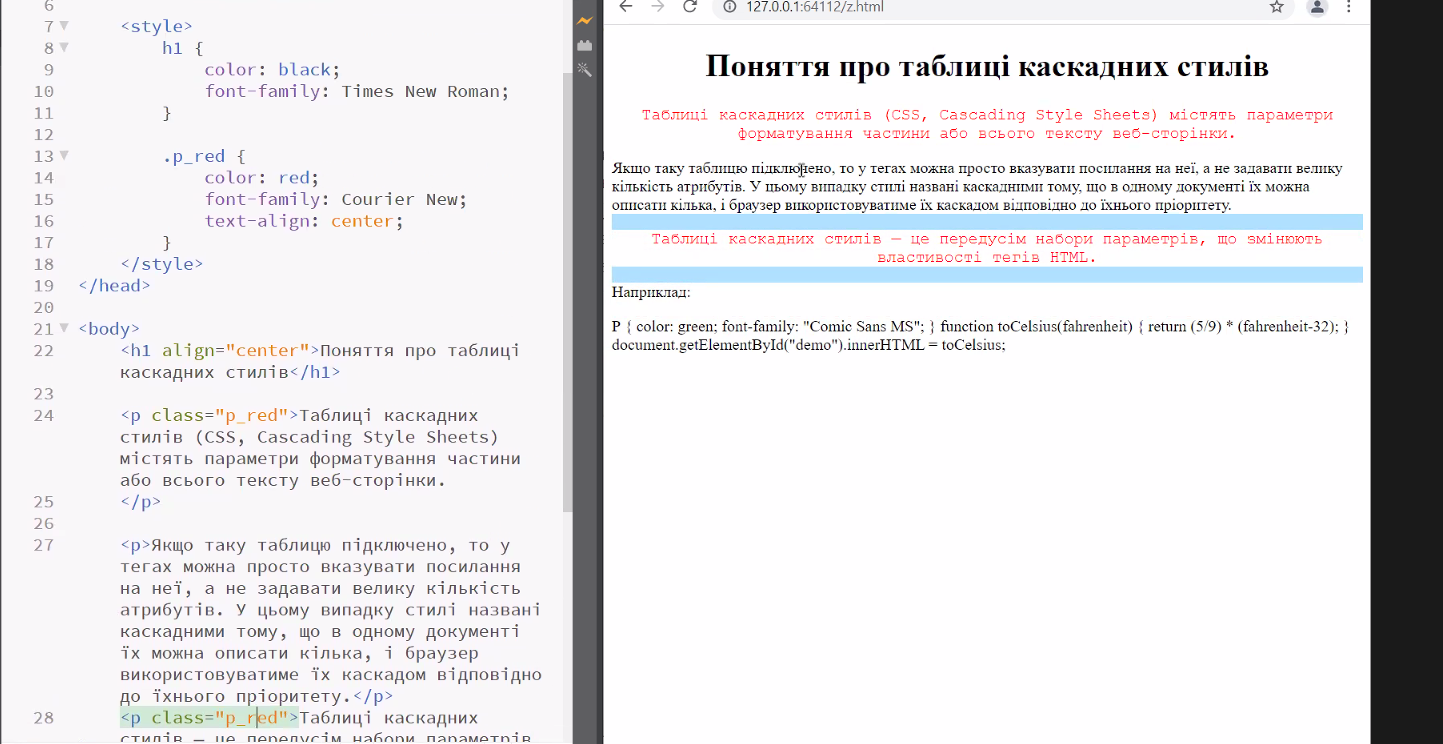 6
7 <style>
8 h1 {
9 color: black;
10 font-family: Times New Roman;
11 }
12
13 .p_red {
14 color: red;
15 font-family: Courier New;
16 text-align: center;
17 }
18 </style>
19 </head>
20
21 <body>
22 <h1 align="center">Поняття про таблиці
каскадних стилів</h1>
23
24 <p class="p_red">Таблиці каскадних
стилів (CSS, Cascading Style Sheets)
містять параметри форматування частини
або всього тексту веб-сторінки.
25 </p>
26
27 <p>Якщо таку таблицю підключено, то у
тегах можна просто вказувати посилання
на неї, а не задавати велику кількість
атрибутів. У цьому випадку стилі названі
каскадними тому, що в одному документі
їх можна описати кілька, і браузер
використовуватиме їх каскадом відповідно
до їхнього пріоритету.</p>
28 <p class="p_red">Таблиці каскадних
стилів — це передусім набори параметрів,
127.0.0.1:64112/z.html
Поняття про таблиці каскадних стилів
Таблиці каскадних стилів (CSS, Cascading Style Sheets) містять параметри
форматування частини або всього тексту веб-сторінки.
Якщо таку таблицю підключено, то у тегах можна просто вказувати посилання на неї, а не задавати велику
кількість атрибутів. У цьому випадку стилі названі каскадними тому, що в одному документі їх можна
описати кілька, і браузер використовуватиме їх каскадом відповідно до їхнього пріоритету.
Таблиці каскадних стилів — це передусім набори параметрів, що змінюють
властивості тегів HTML.
Наприклад:
P { color: green; font-family: "Comic Sans MS"; } function toCelsius(fahrenheit) { return (5/9) * (fahrenheit-32); }
document.getElementById("demo").innerHTML = toCelsius;